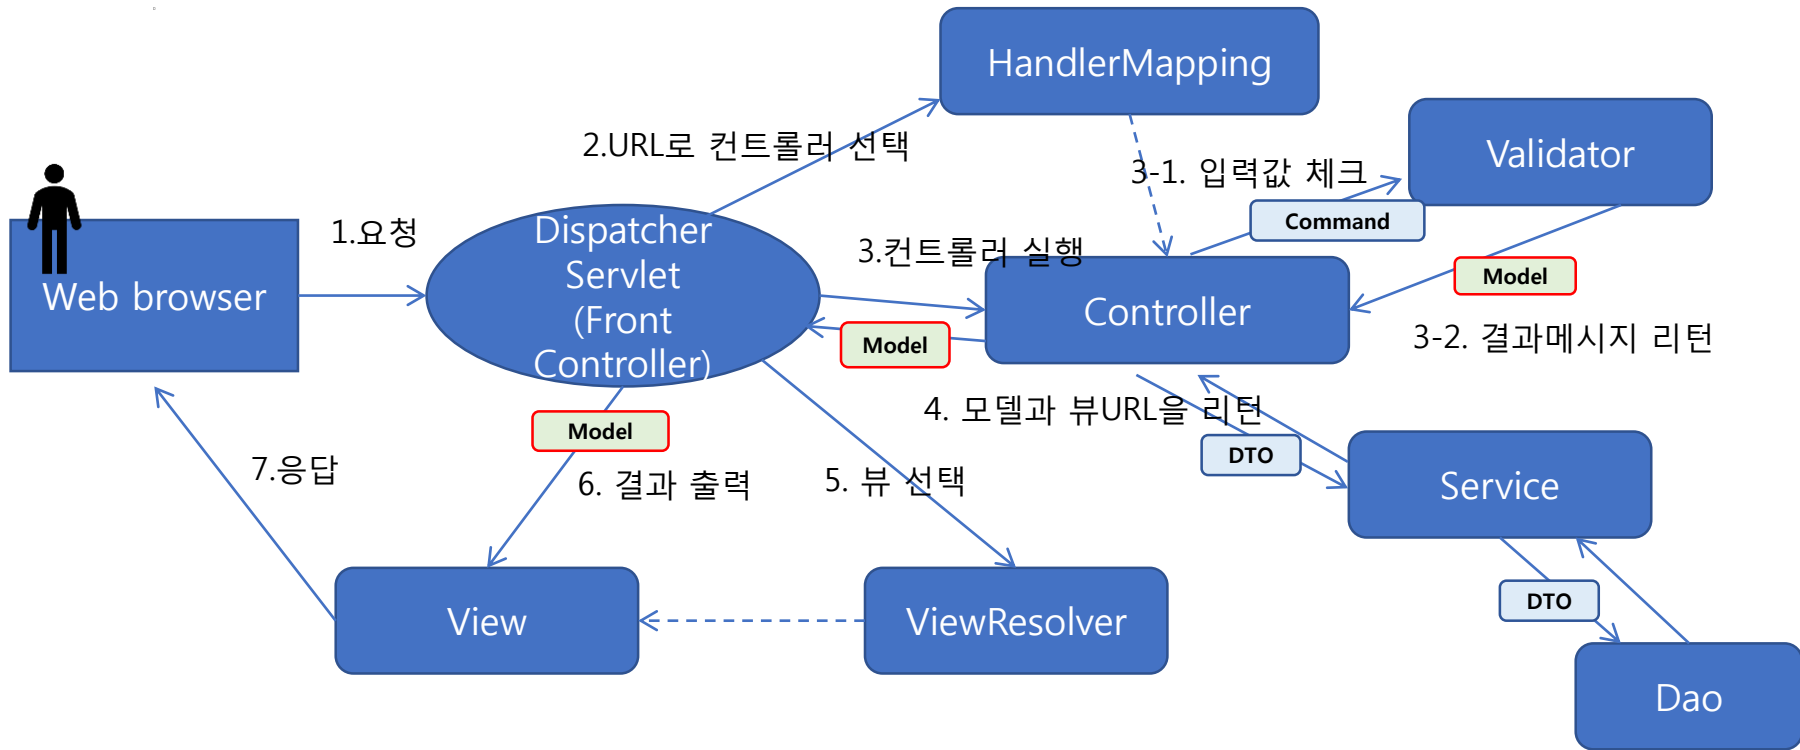 HandlerMapping
2.URL로 컨트롤러 선택
Validator
3-1. 입력값 체크
Command
1.요청
Dispatcher
Servlet
(Front
Controller)
3.컨트롤러 실행
Web browser
Controller
Model
Model
3-2. 결과메시지 리턴
4. 모델과 뷰URL을 리턴
Model
DTO
7.응답
6. 결과 출력
5. 뷰 선택
Service
DTO
View
ViewResolver
Dao